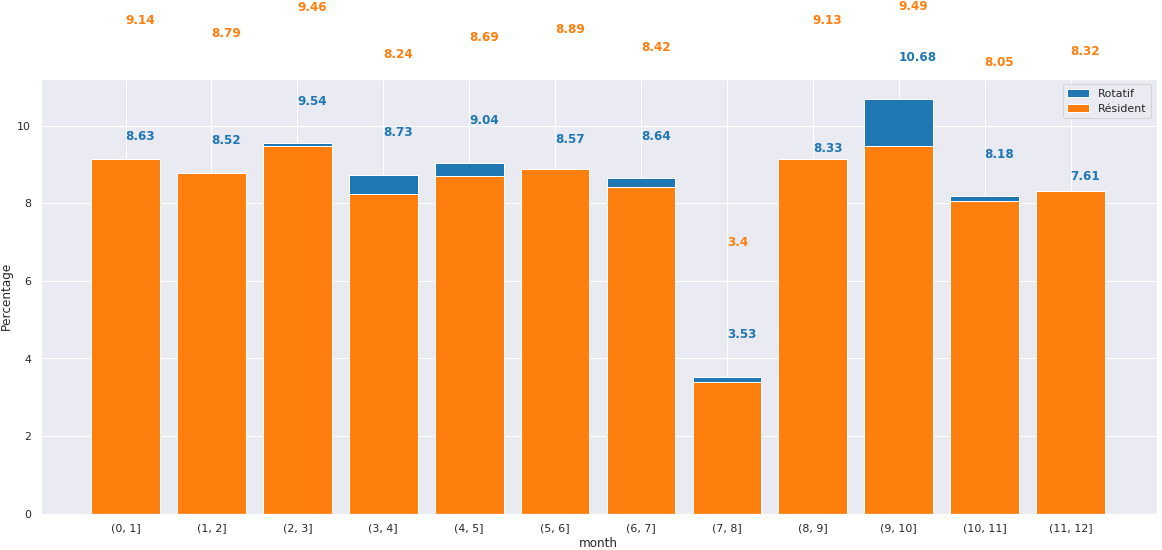 9.14 8.79 9.46 8.24 8.69 8.89 8.42 9.13 9.49 8.05 8.32
8.63 8.52 9.54 8.73 9.04 8.57 8.64 8.33 10.68 8.18 7.61
3.4
3.53
Rotatif
Résident
Percentage
10
8
6
4
2
0
(0, 1] (1, 2] (2, 3] (3, 4] (4, 5] (5, 6] (6, 7] (7, 8] (8, 9] (9, 10] (10, 11] (11, 12]
month